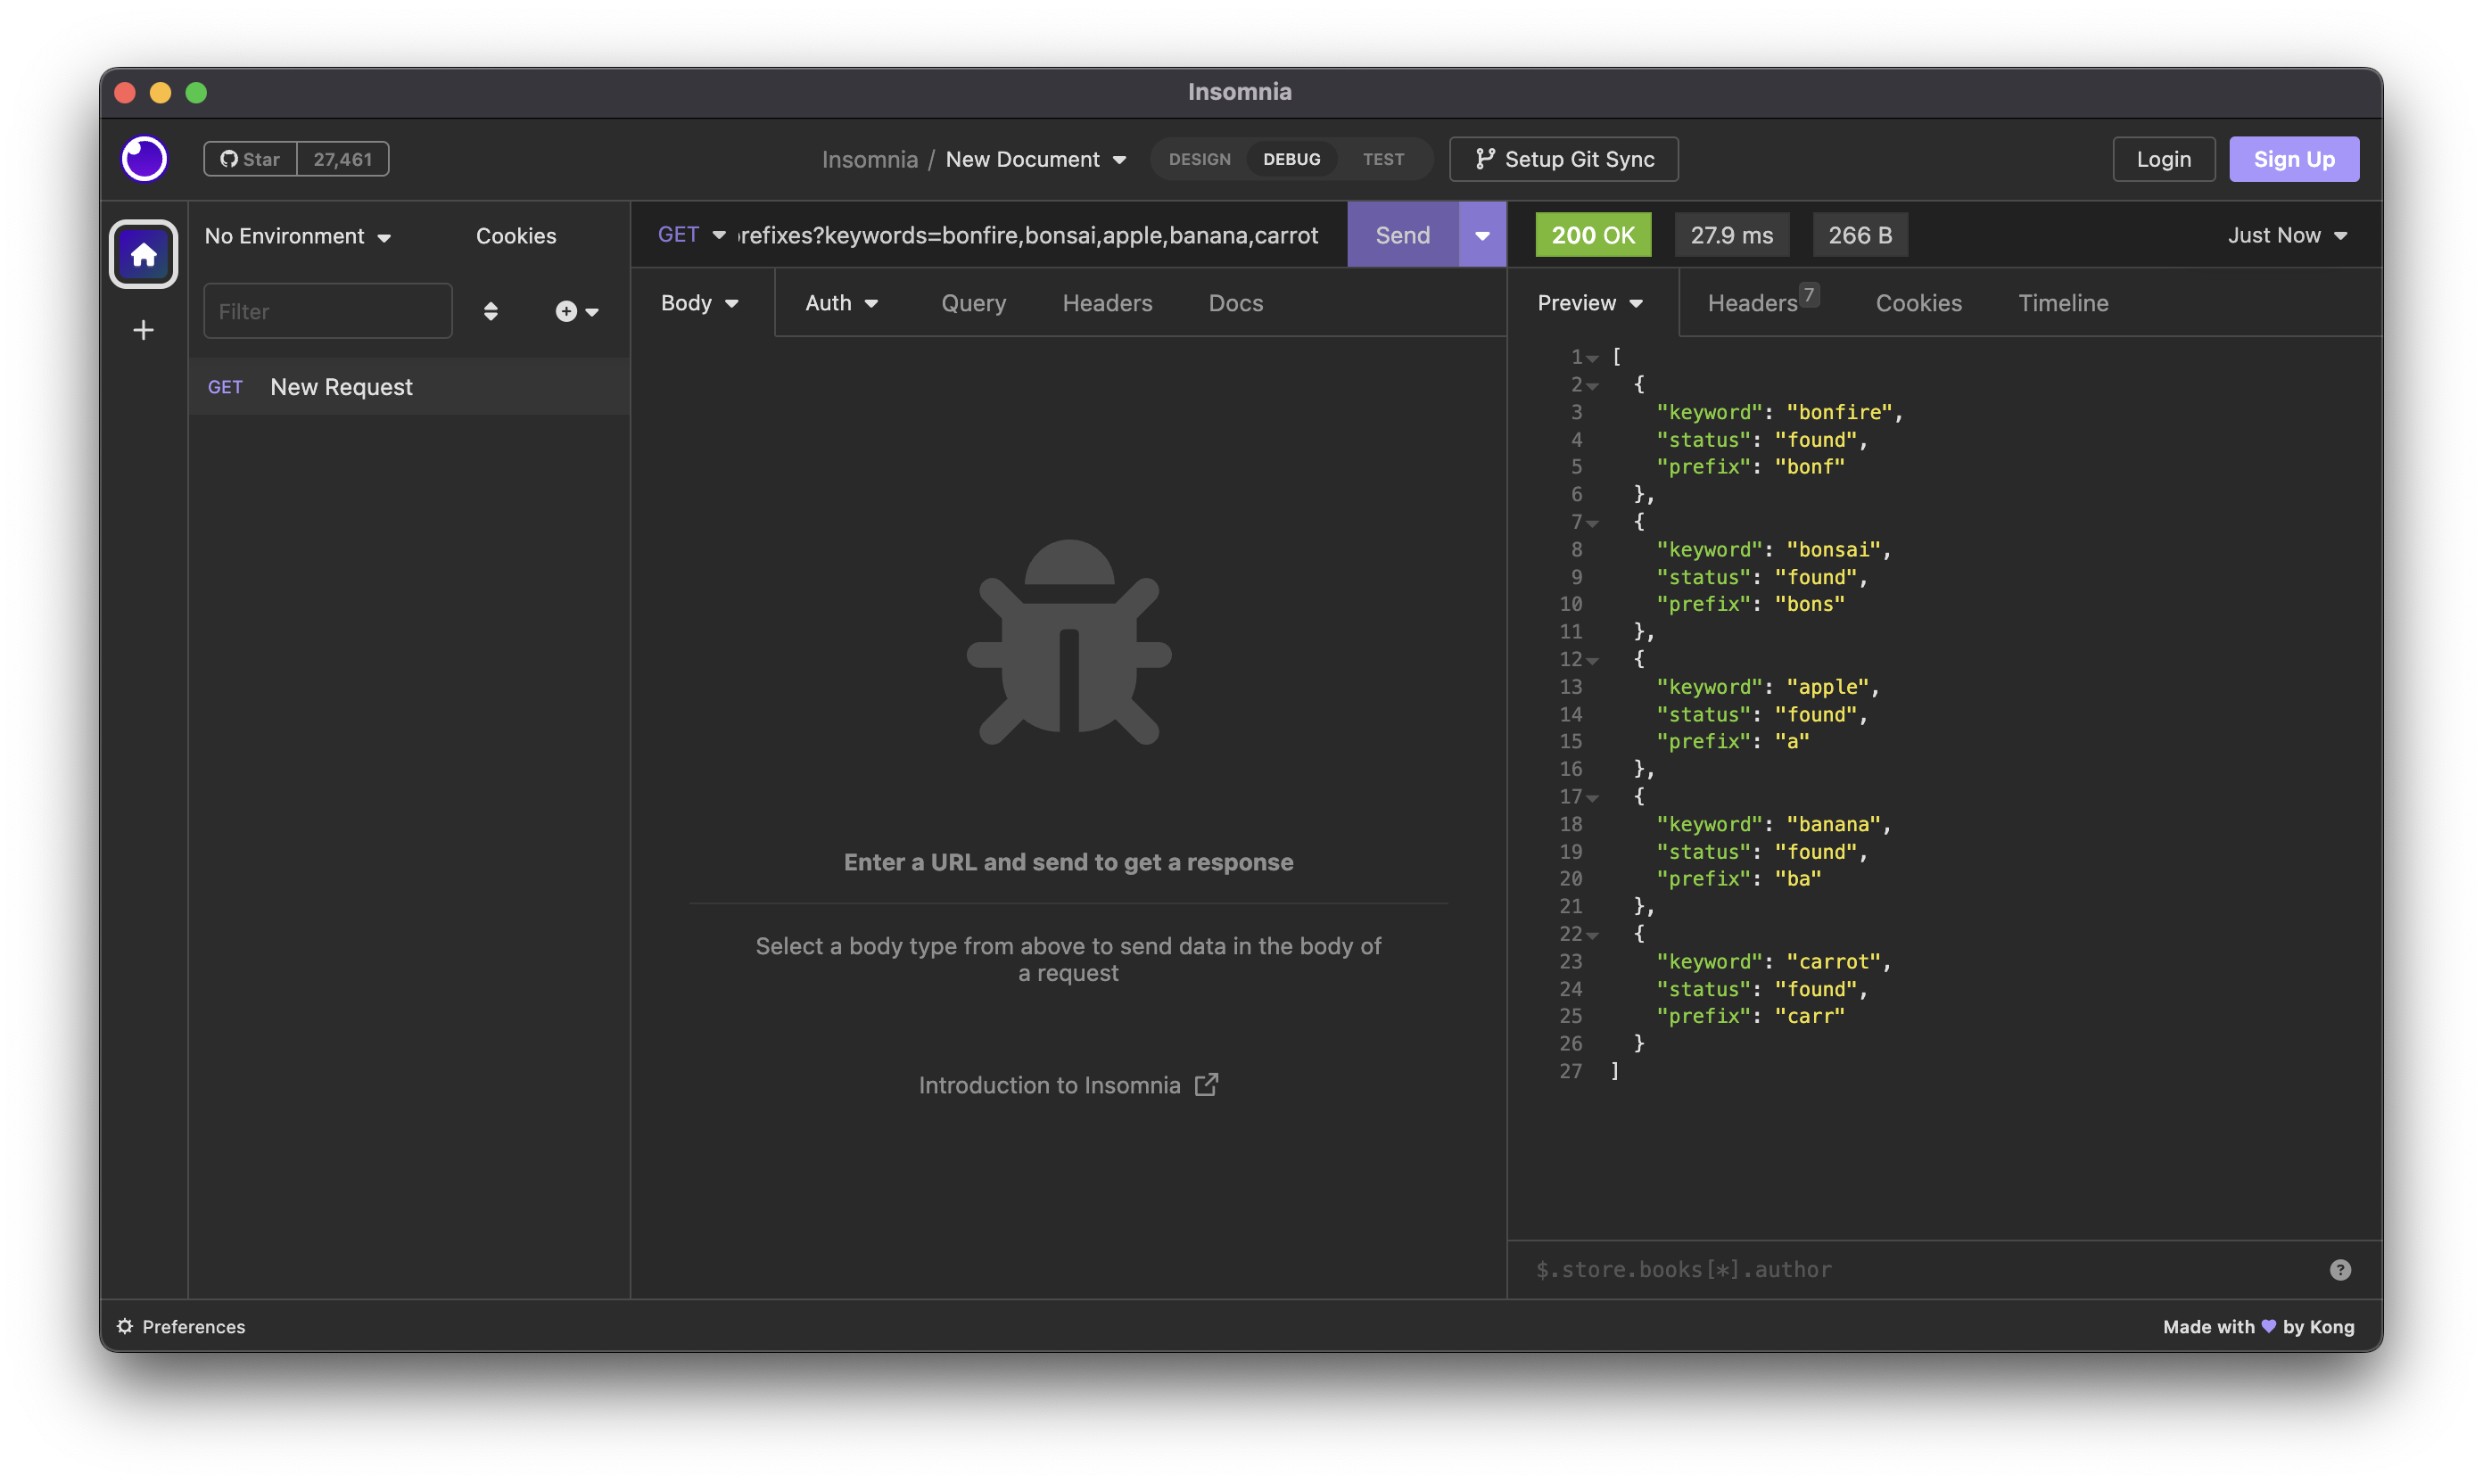 Insomnia
Star 27,461
Insomnia / New Document
DESIGN DEBUG TEST
Setup Git Sync
Login
Sign Up
No Environment
Cookies
Filter
GET New Request
GET refixes?keywords=bonfire,bonsai,apple,banana,carrot
Send
Body Auth Query Headers Docs
Enter a URL and send to get a response
Select a body type from above to send data in the body of
a request
Introduction to Insomnia
200 OK 27.9 ms 266 B
Just Now
Preview Headers 7 Cookies Timeline
1 [
2 {
3 "keyword": "bonfire",
4 "status": "found",
5 "prefix": "bonf"
6 },
7 {
8 "keyword": "bonsai",
9 "status": "found",
10 "prefix": "bons"
11 },
12 {
13 "keyword": "apple",
14 "status": "found",
15 "prefix": "a"
16 },
17 {
18 "keyword": "banana",
19 "status": "found",
20 "prefix": "ba"
21 },
22 {
23 "keyword": "carrot",
24 "status": "found",
25 "prefix": "carr"
26 }
27 ]
$.store.books[*].author
?
Preferences
Made with ♥ by Kong